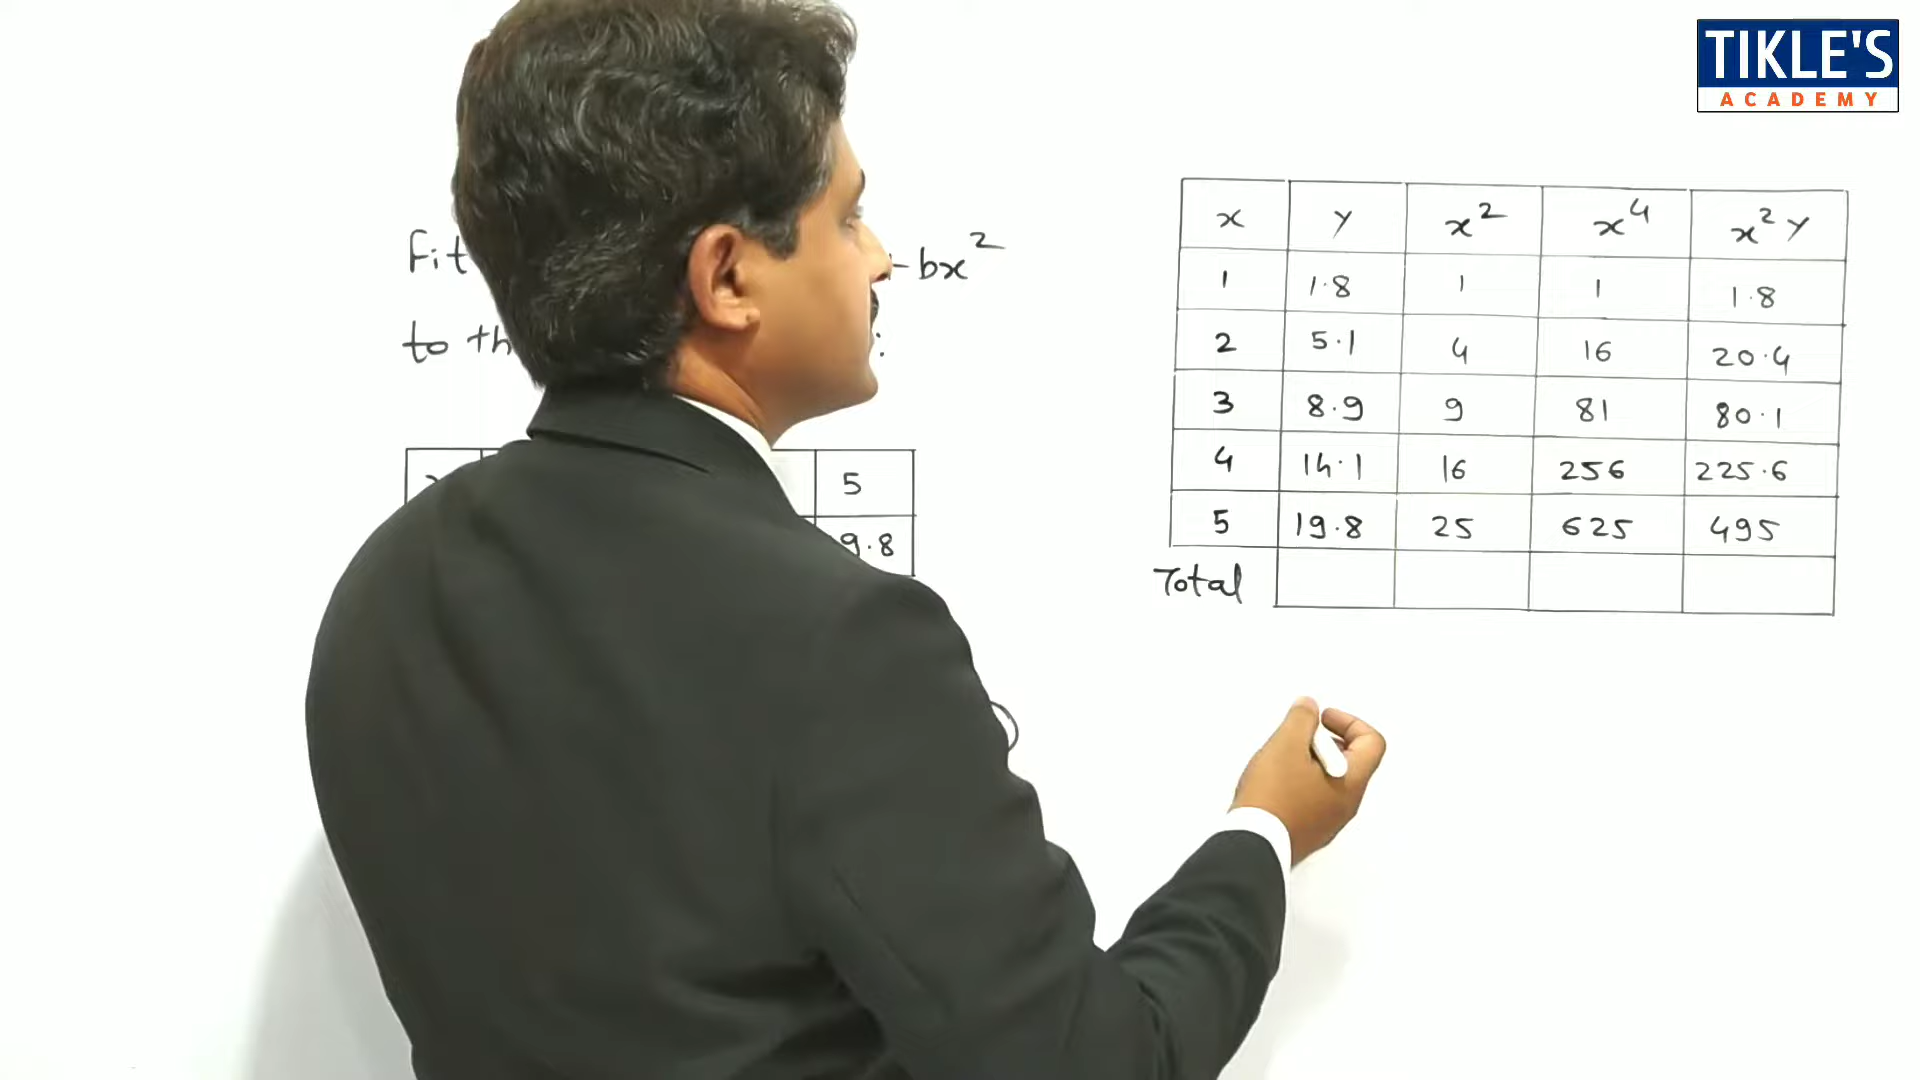 TIKLE'S
ACADEMY
Fit bx²
to th :
5
9.8
x y x² x⁴ x² y
1 1.8 1 1 1.8
2 5.1 4 16 20.4
3 8.9 9 81 80.1
4 14.1 16 256 225.6
5 19.8 25 625 495
Total